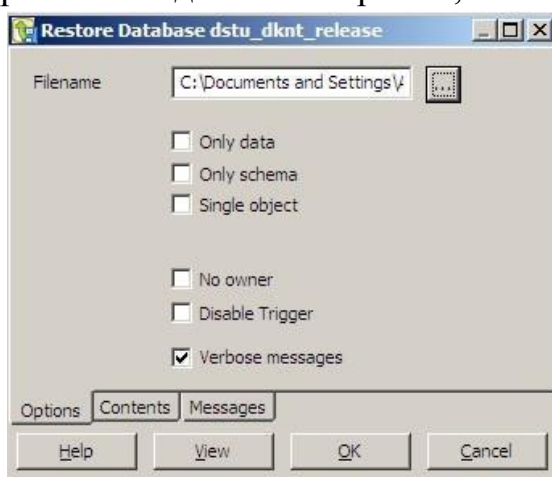 Restore Database dstu_dknt_release
Filename
C:\Documents and Settings\
...
Only data
Only schema
Single object
No owner
Disable Trigger
Verbose messages
Options Contents Messages
Help View OK Cancel